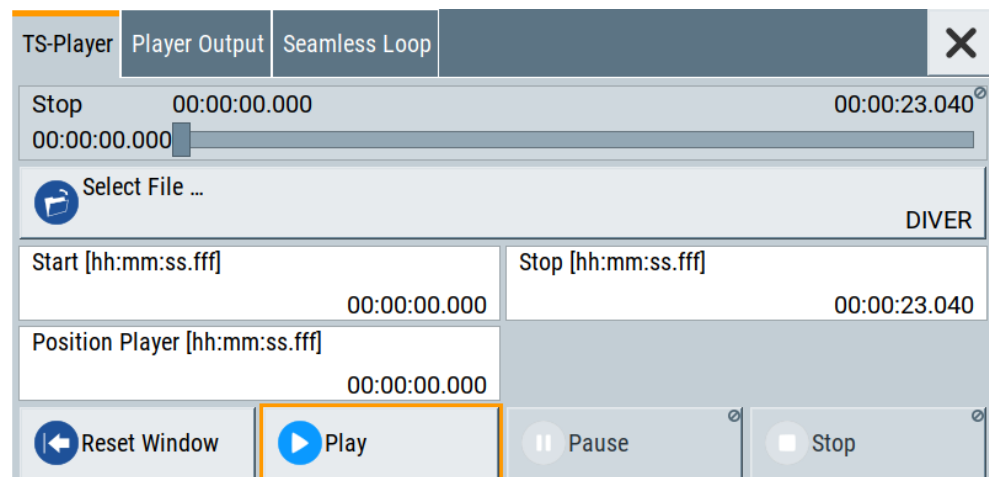 TS-Player Player Output Seamless Loop
Stop 00:00:00.000 00:00:23.040
00:00:00.000
Select File ...
DIVER
Start [hh:mm:ss.fff] Stop [hh:mm:ss.fff]
00:00:00.000 00:00:23.040
Position Player [hh:mm:ss.fff]
00:00:00.000
Reset Window Play Pause Stop